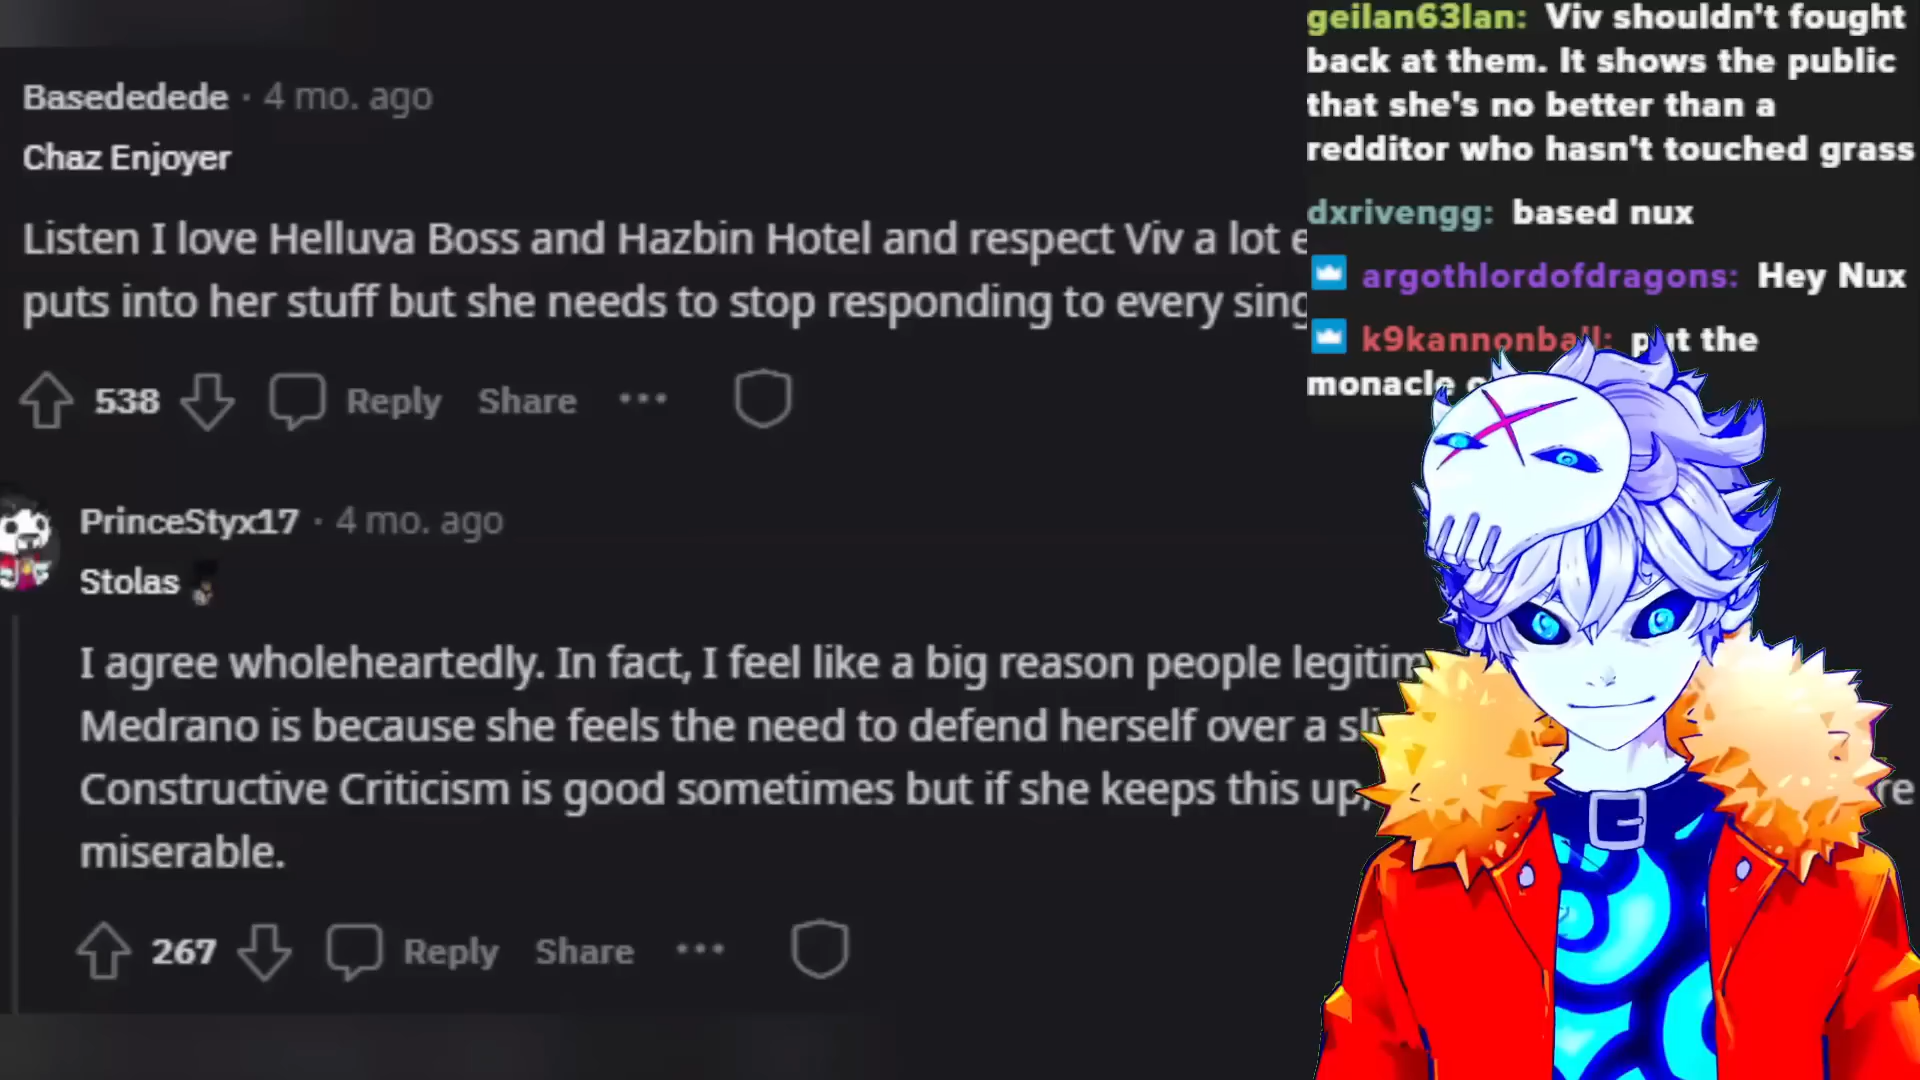 Basededede · 4 mo. ago
Chaz Enjoyer
Listen I love Helluva Boss and Hazbin Hotel and respect Viv a lot
puts into her stuff but she needs to stop responding to every
538 Reply Share
PrinceStyx17 · 4 mo. ago
Stolas
I agree wholeheartedly. In fact, I feel like a big reason people
Medrano is because she feels the need to defend herself over a
Constructive Criticism is good sometimes but if she keeps this up,
miserable.
267 Reply Share
geilan63lan: Viv shouldn't fought
back at them. It shows the public
that she's no better than a
redditor who hasn't touched grass
dxrivengg: based nux
argothlordofdragons: Hey Nux
k9kannonball: put the
monacle